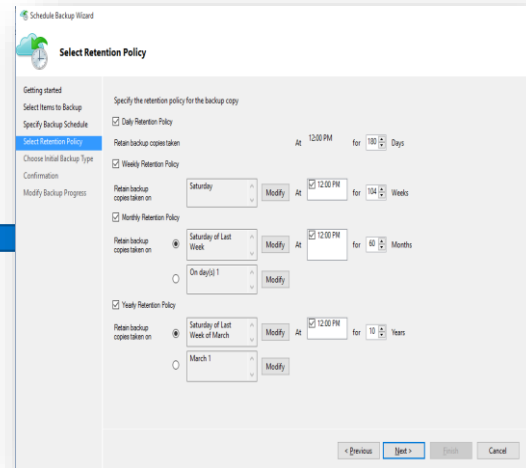 Schedule Backup Wizard
Select Retention Policy
Getting started
Select Items to Backup
Specify Backup Schedule
Select Retention Policy
Choose Initial Backup Type
Confirmation
Modify Backup Progress
Specify the retention policy for the backup copy
Daily Retention Policy
Retain backup copies taken At 12:00 PM for 180 Days
Weekly Retention Policy
Retain backup copies taken on Saturday Modify At 12:00 PM for 104 Weeks
Monthly Retention Policy
Retain backup copies taken on Saturday of Last Week Modify At 12:00 PM for 60 Months
On day(s) 1 Modify
Yearly Retention Policy
Retain backup copies taken on Saturday of Last Week of March Modify At 12:00 PM for 10 Years
March 1 Modify
< Previous Next > Finish Cancel